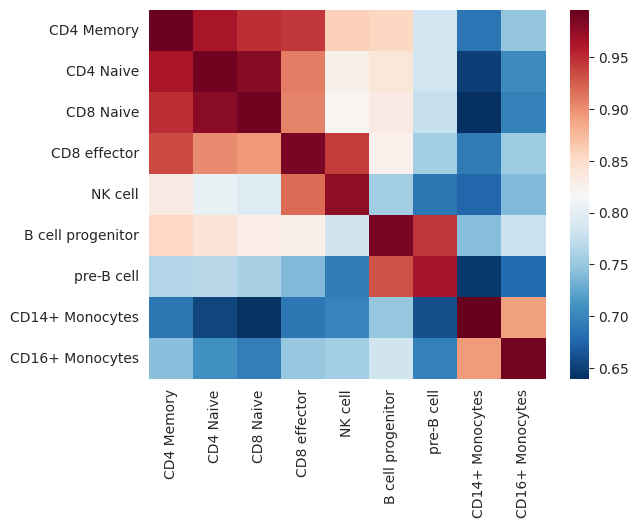 CD4 Memory
CD4 Naive
CD8 Naive
CD8 effector
NK cell
B cell progenitor
pre-B cell
CD14+ Monocytes
CD16+ Monocytes
CD4 Memory
CD4 Naive
CD8 Naive
CD8 effector
NK cell
B cell progenitor
pre-B cell
CD14+ Monocytes
CD16+ Monocytes
0.95
0.90
0.85
0.80
0.75
0.70
0.65